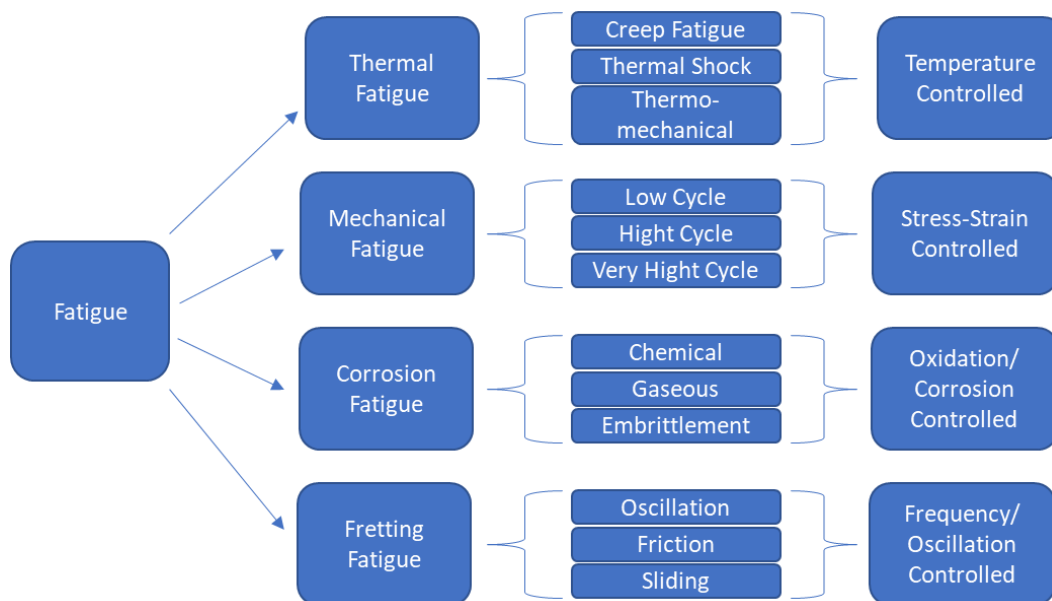 Fatigue
Thermal
Fatigue
Creep Fatigue
Thermal Shock
Thermo-
mechanical
Temperature
Controlled
Mechanical
Fatigue
Low Cycle
Hight Cycle
Very Hight Cycle
Stress-Strain
Controlled
Corrosion
Fatigue
Chemical
Gaseous
Embrittlement
Oxidation/
Corrosion
Controlled
Fretting
Fatigue
Oscillation
Friction
Sliding
Frequency/
Oscillation
Controlled